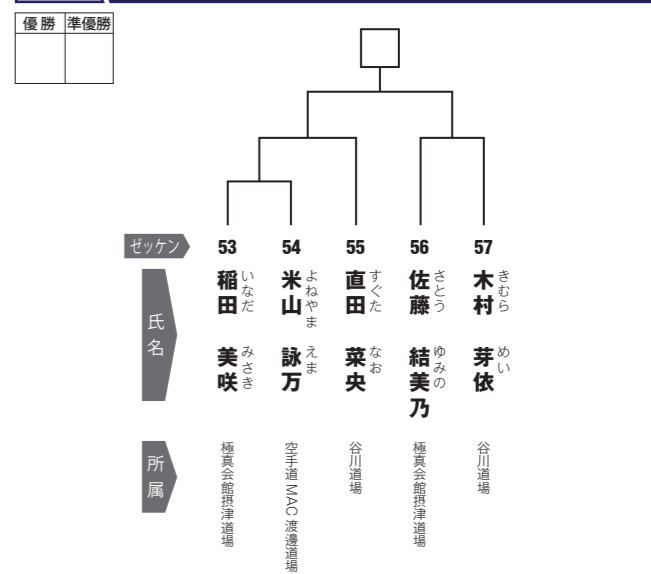 優勝 準優勝
ゼッケン 53 54 55 56 57
氏名
稲田 美咲
いなだ みさき
米山 詠万
よねやま えま
直田 菜央
すぐた なお
佐藤 結美乃
さとう ゆみの
木村 芽依
きむら めい
所属
極真会館摂津道場
空手道 MAC 渡邊道場
谷川道場
極真会館摂津道場
谷川道場